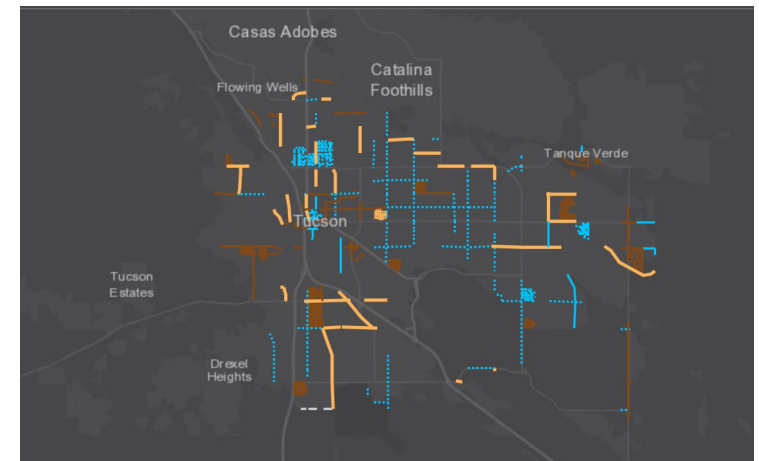 Casas Adobes
Catalina
Foothills
Flowing Wells
Tanque Verde
Tucson
Tucson
Estates
Drexel
Heights